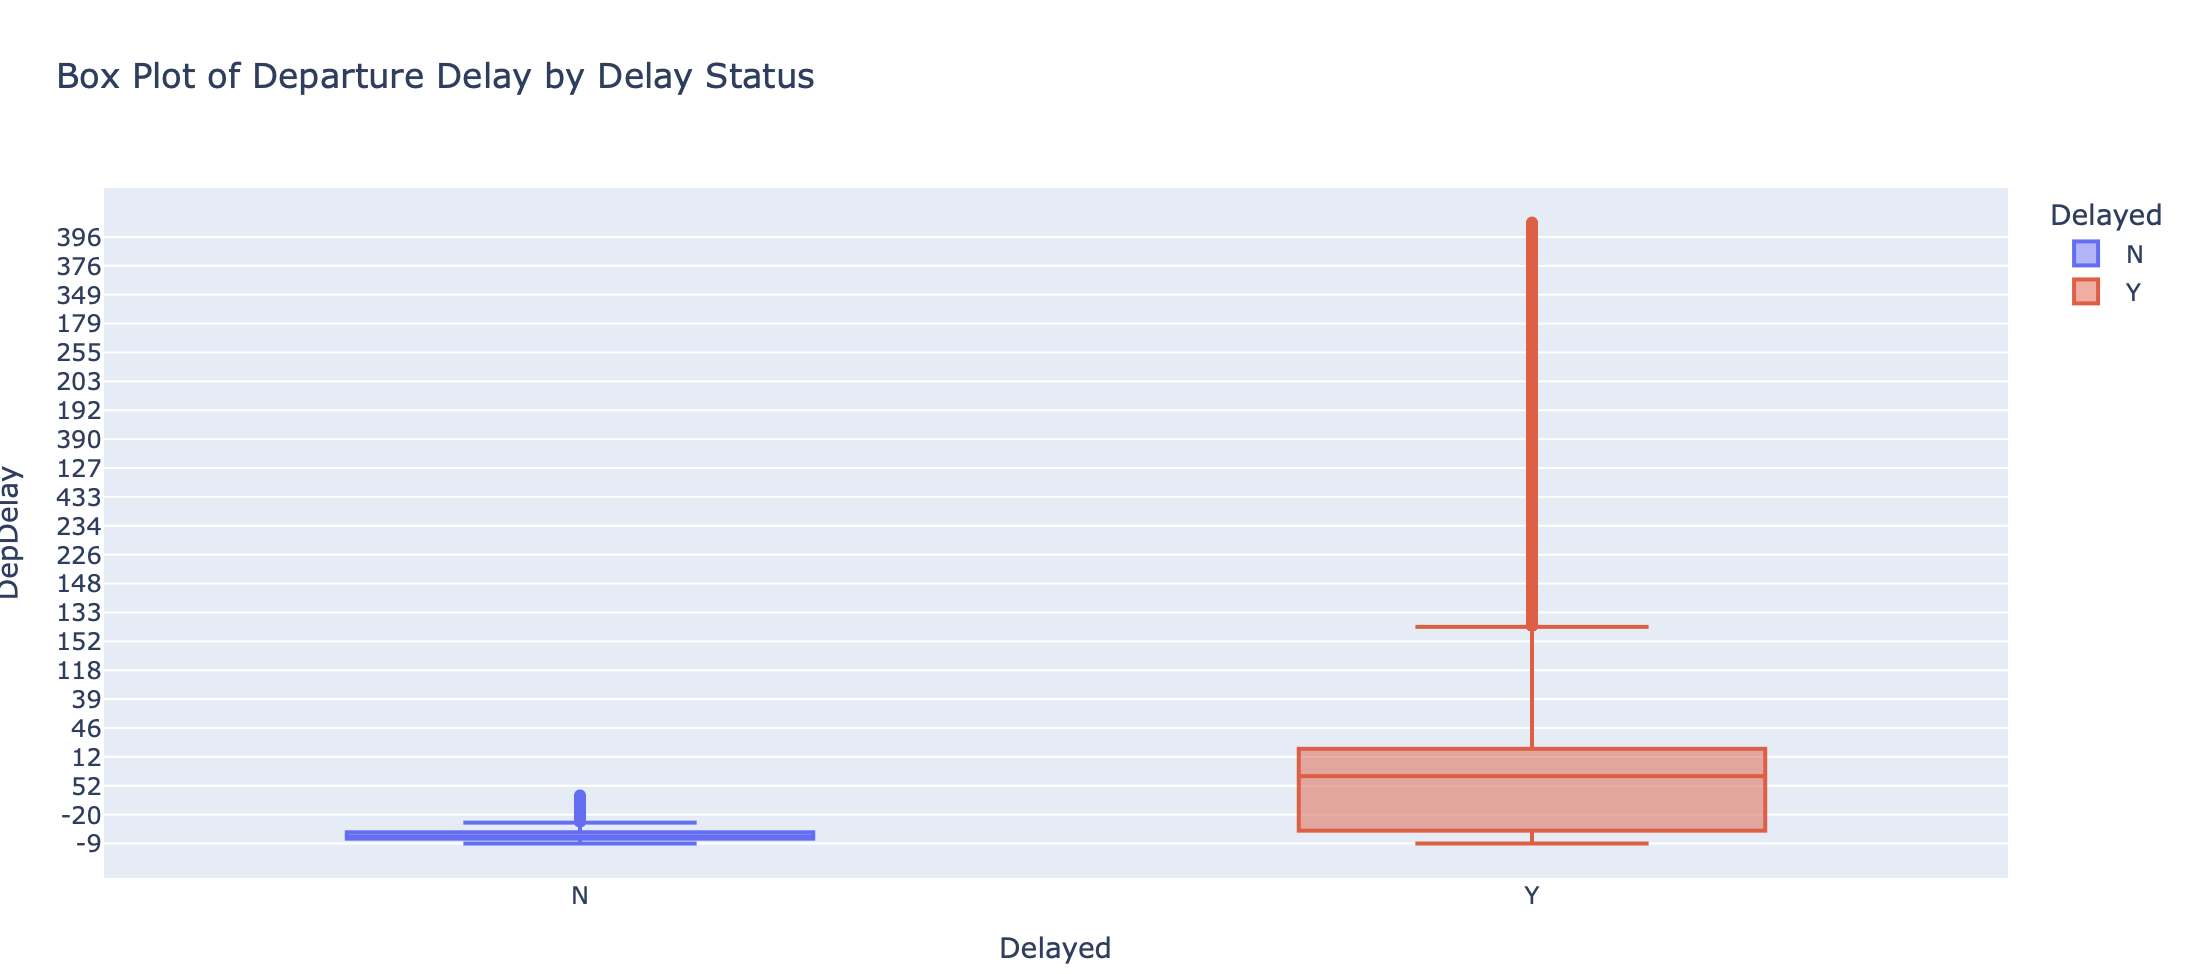 Box Plot of Departure Delay by Delay Status
396
376
349
179
255
203
192
390
127
433
234
226
148
133
152
118
39
46
12
52
-20
-9
DepDelay
N
Y
Delayed
Delayed
N
Y